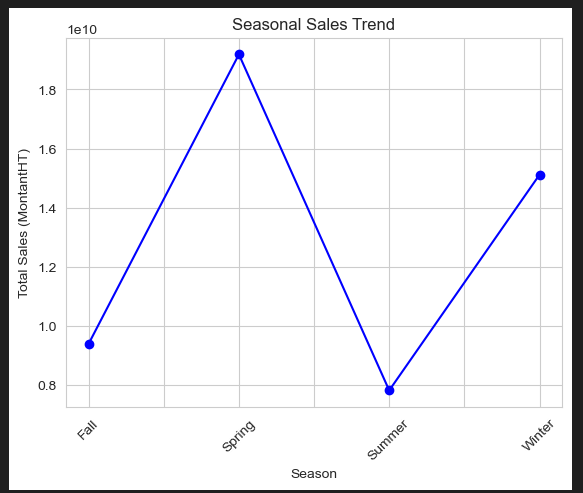 Seasonal Sales Trend
1e10
1.8
1.6
1.4
1.2
1.0
0.8
Total Sales (MontantHT)
Fall
Spring
Summer
Winter
Season